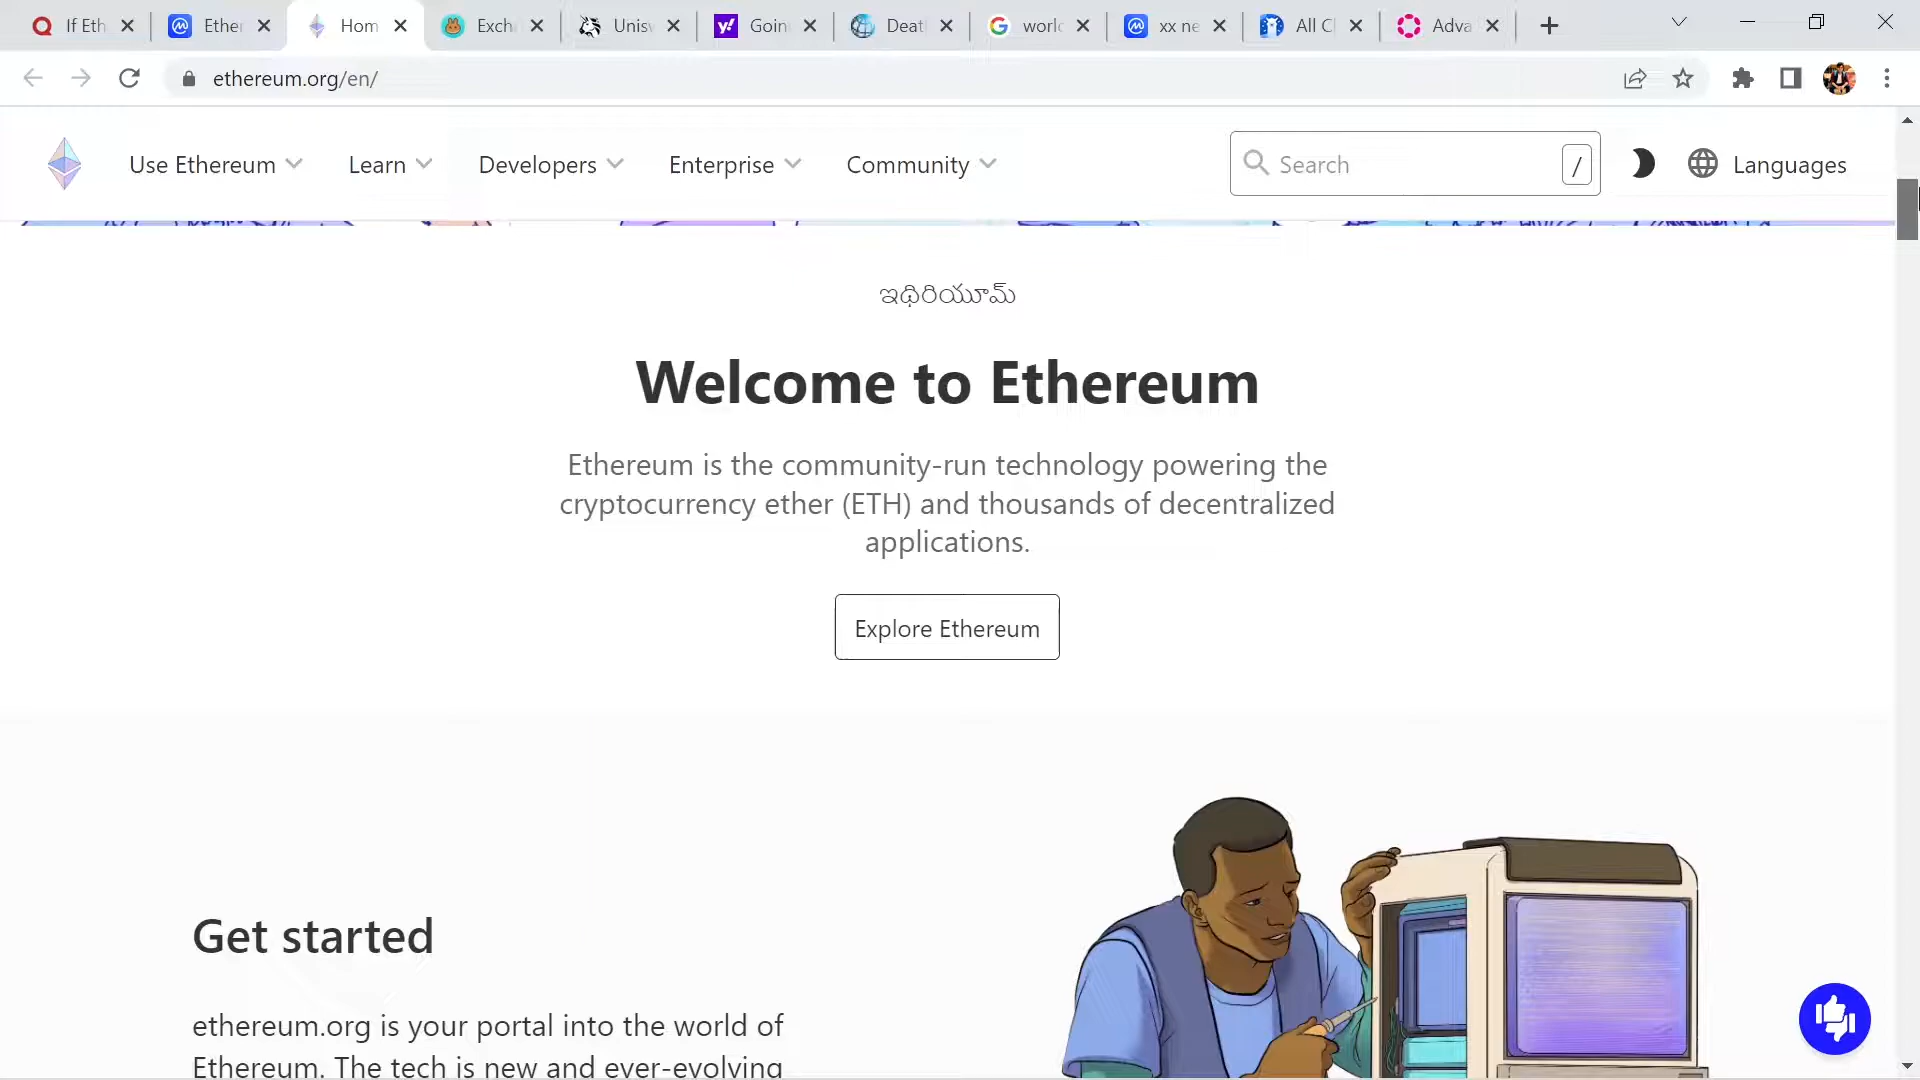 If Eth
Ether
Hom
Exch
Unisw
Goin
Deat
worlc
xx ne
All Cl
Adva
ethereum.org/en/
Use Ethereum
Learn
Developers
Enterprise
Community
Search
/
Languages
ఇథిరియూమ్
Welcome to Ethereum
Ethereum is the community-run technology powering the
cryptocurrency ether (ETH) and thousands of decentralized
applications.
Explore Ethereum
Get started
ethereum.org is your portal into the world of
Ethereum. The tech is new and ever-evolving